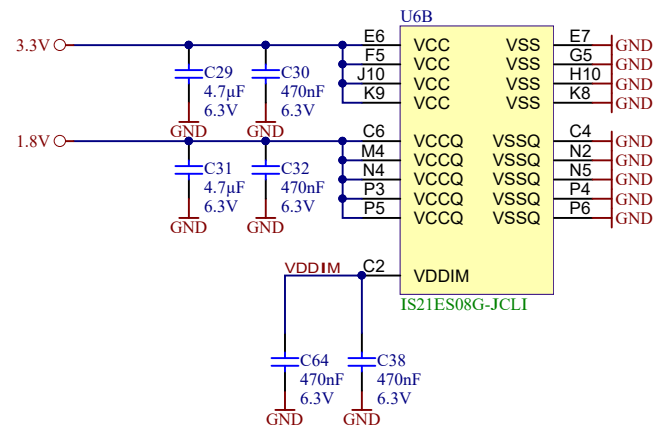 U6B
3.3V E6 VCC VSS E7 GND
F5 VCC VSS G5 GND
C29 C30 J10 VCC VSS H10 GND
4.7µF 470nF K9 VCC VSS K8 GND
6.3V 6.3V
GND GND
1.8V C6 VCCQ VSSQ C4 GND
M4 VCCQ VSSQ N2 GND
C31 C32 N4 VCCQ VSSQ N5 GND
4.7µF 470nF P3 VCCQ VSSQ P4 GND
6.3V 6.3V P5 VCCQ VSSQ P6 GND
GND GND
VDDIM C2 VDDIM
IS21ES08G-JCLI
C64 C38
470nF 470nF
6.3V 6.3V
GND GND